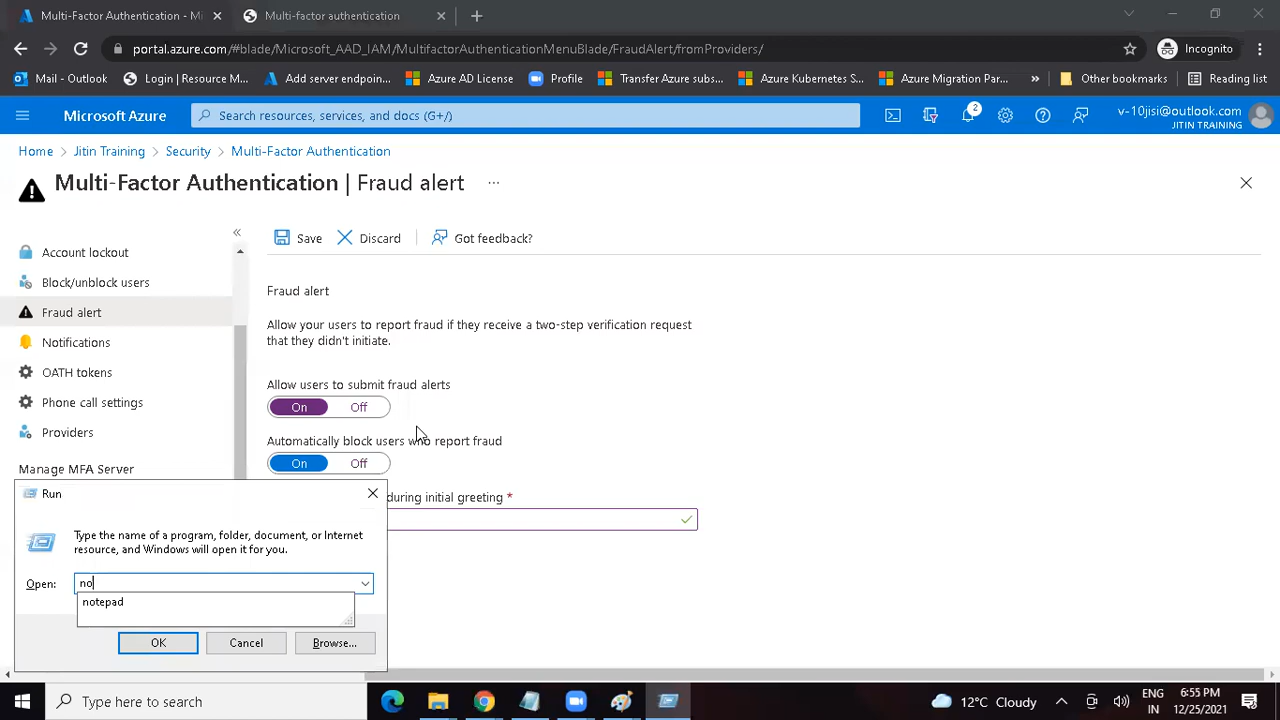 Multi-Factor Authentication - Mi
Multi-factor authentication
portal.azure.com/#blade/Microsoft_AAD_IAM/MultifactorAuthenticationMenuBlade/FraudAlert/fromProviders/
Incognito
Mail - Outlook
Login | Resource M...
Add server endpoin...
Azure AD License
Profile
Transfer Azure subs...
Azure Kubernetes S...
Azure Migration Par...
»
Other bookmarks
Reading list
Microsoft Azure
Search resources, services, and docs (G+/)
2
v-10jisi@outlook.com
JITIN TRAINING
Home > Jitin Training > Security > Multi-Factor Authentication
Multi-Factor Authentication | Fraud alert
...
«
Save
Discard
Got feedback?
Account lockout
Block/unblock users
Fraud alert
Notifications
OATH tokens
Phone call settings
Providers
Manage MFA Server
Fraud alert
Allow your users to report fraud if they receive a two-step verification request
that they didn't initiate.
Allow users to submit fraud alerts
On Off
Automatically block users who report fraud
On Off
during initial greeting *
Run
Type the name of a program, folder, document, or Internet
resource, and Windows will open it for you.
Open:
no
notepad
OK
Cancel
Browse...
Type here to search
12°C Cloudy
ENG
IN
6:55 PM
12/25/2021